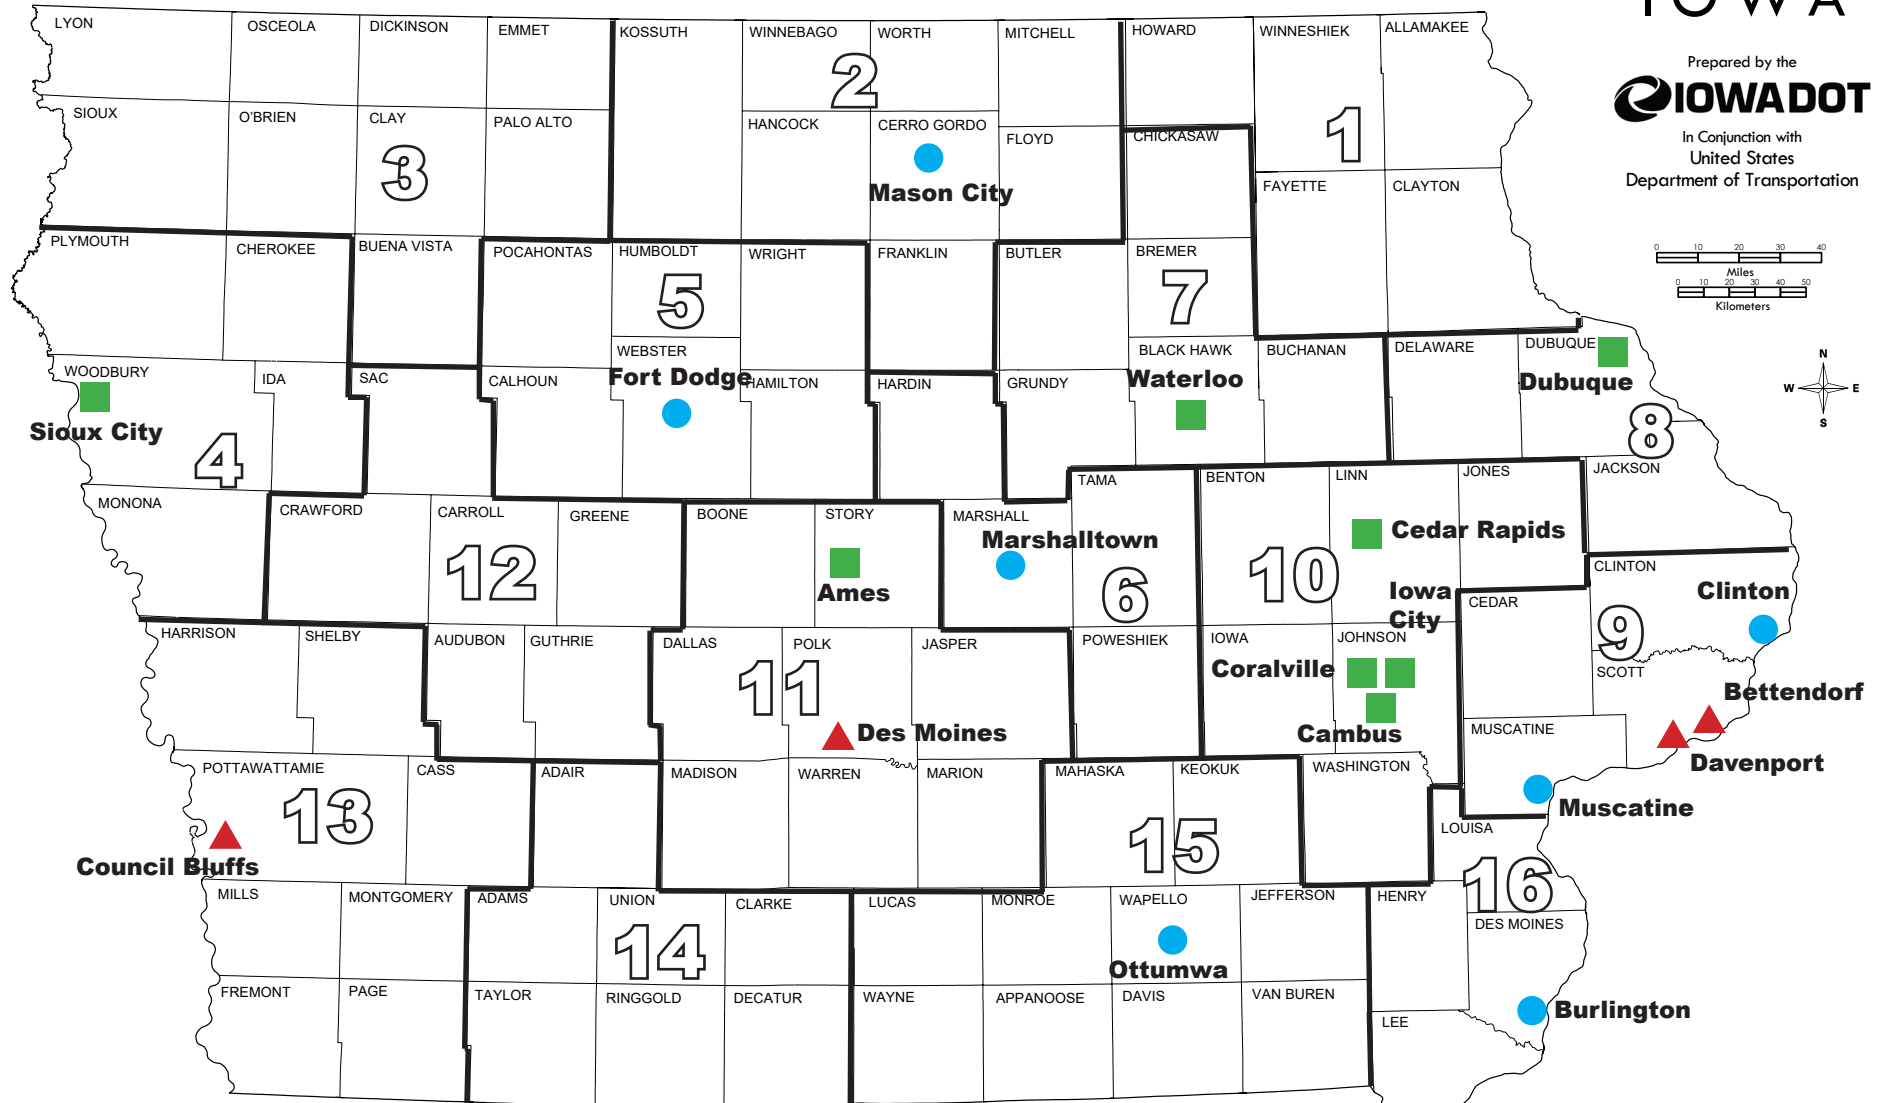 IOWA
Prepared by the
IOWADOT
In Conjunction with
United States
Department of Transportation
0 10 20 30 40
Miles
0 10 20 30 40 50
Kilometers
N
W E
S
LYON
OSCEOLA
DICKINSON
EMMET
KOSSUTH
WINNEBAGO
WORTH
MITCHELL
HOWARD
WINNESHIEK
ALLAMAKEE
2
SIOUX
O'BRIEN
CLAY
PALO ALTO
HANCOCK
CERRO GORDO
FLOYD
CHICKASAW
1
3
Mason City
FAYETTE
CLAYTON
PLYMOUTH
CHEROKEE
BUENA VISTA
POCAHONTAS
HUMBOLDT
WRIGHT
FRANKLIN
BUTLER
BREMER
5
7
WOODBURY
IDA
SAC
CALHOUN
WEBSTER
Fort Dodge
HAMILTON
HARDIN
GRUNDY
BLACK HAWK
Waterloo
BUCHANAN
DELAWARE
DUBUQUE
Dubuque
Sioux City
4
8
MONONA
CRAWFORD
CARROLL
GREENE
BOONE
STORY
MARSHALL
TAMA
BENTON
LINN
JONES
JACKSON
Marshalltown
Cedar Rapids
12
Ames
6
10
Iowa
City
CEDAR
CLINTON
Clinton
9
HARRISON
SHELBY
AUDUBON
GUTHRIE
DALLAS
POLK
JASPER
POWESHIEK
IOWA
JOHNSON
SCOTT
11
Coralville
Bettendorf
Des Moines
Cambus
MUSCATINE
Davenport
POTTAWATTAMIE
CASS
ADAIR
MADISON
WARREN
MARION
MAHASKA
KEOKUK
WASHINGTON
Muscatine
13
15
LOUISA
Council Bluffs
16
MILLS
MONTGOMERY
ADAMS
UNION
CLARKE
LUCAS
MONROE
WAPELLO
JEFFERSON
HENRY
DES MOINES
14
Ottumwa
FREMONT
PAGE
TAYLOR
RINGGOLD
DECATUR
WAYNE
APPANOOSE
DAVIS
VAN BUREN
LEE
Burlington